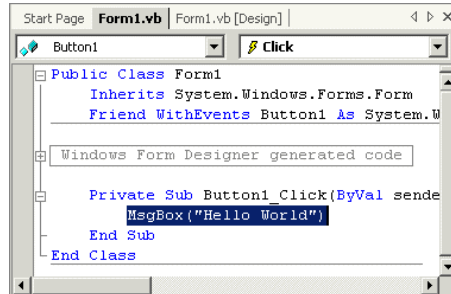 Start Page Form1.vb Form1.vb [Design]
Button1 Click
Public Class Form1
Inherits System.Windows.Forms.Form
Friend WithEvents Button1 As System.W
Windows Form Designer generated code
Private Sub Button1_Click(ByVal sende
MsgBox("Hello World")
End Sub
End Class